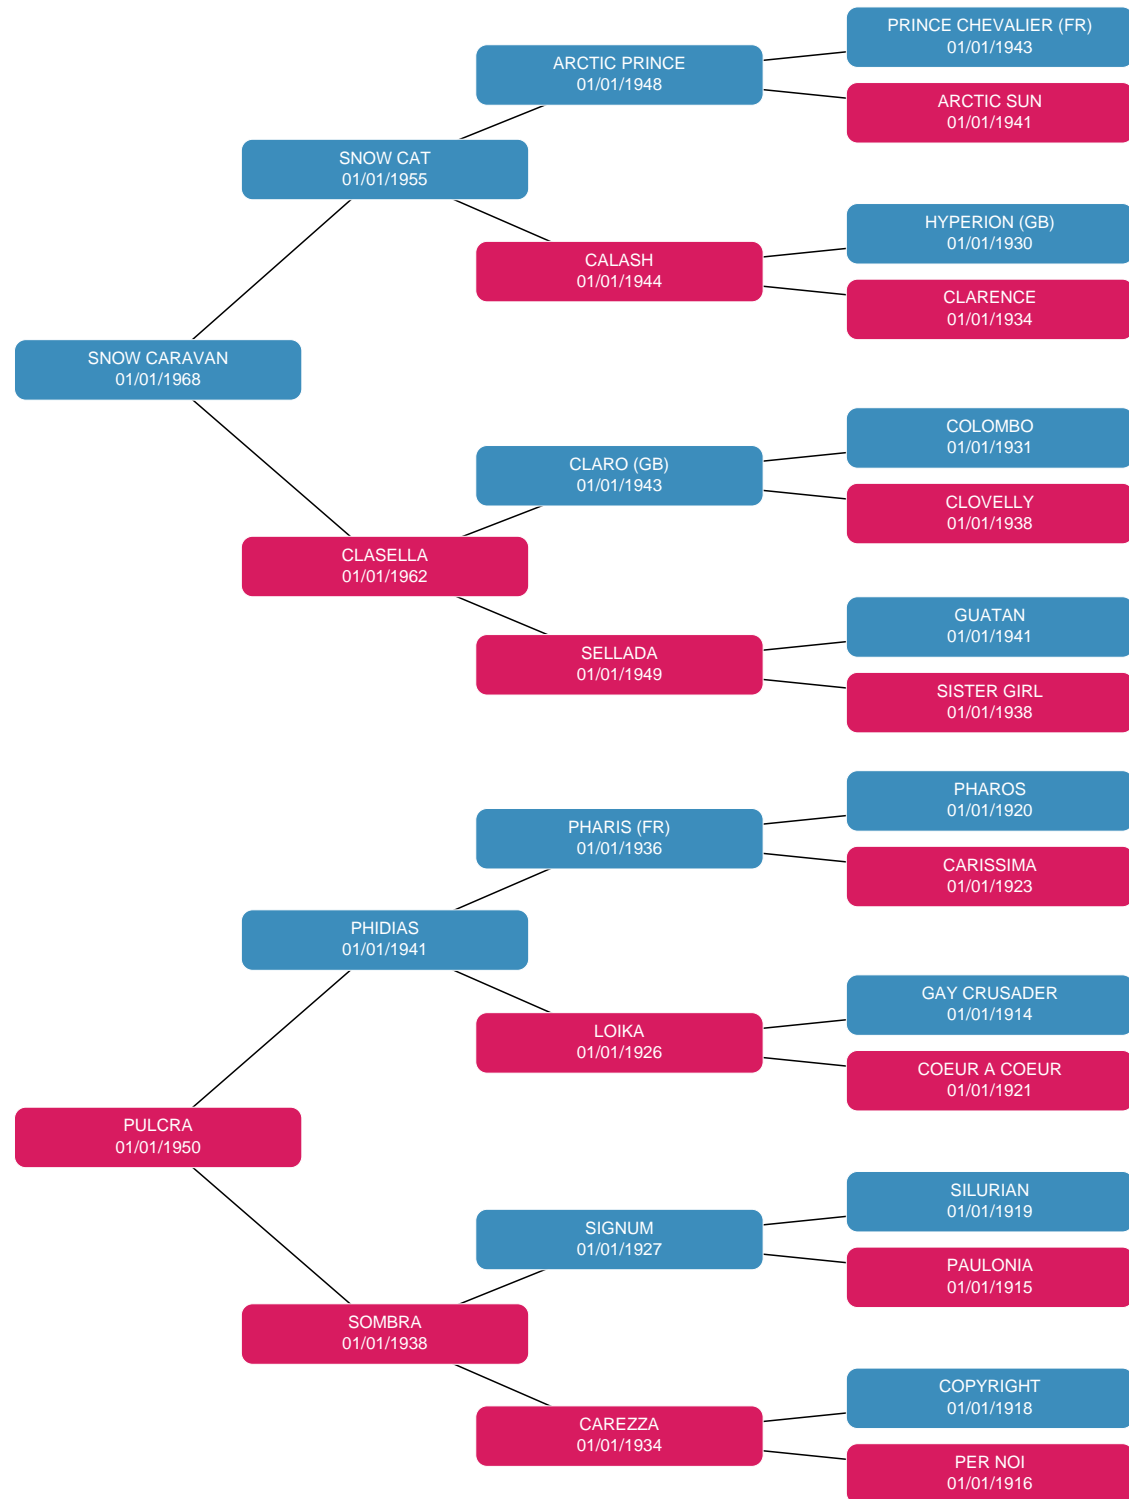 PRINCE CHEVALIER (FR)
01/01/1943
ARCTIC PRINCE
01/01/1948
ARCTIC SUN
01/01/1941
SNOW CAT
01/01/1955
HYPERION (GB)
01/01/1930
CALASH
01/01/1944
CLARENCE
01/01/1934
SNOW CARAVAN
01/01/1968
COLOMBO
01/01/1931
CLARO (GB)
01/01/1943
CLOVELLY
01/01/1938
CLASELLA
01/01/1962
GUATAN
01/01/1941
SELLADA
01/01/1949
SISTER GIRL
01/01/1938
PHAROS
01/01/1920
PHARIS (FR)
01/01/1936
CARISSIMA
01/01/1923
PHIDIAS
01/01/1941
GAY CRUSADER
01/01/1914
LOIKA
01/01/1926
COEUR A COEUR
01/01/1921
PULCRA
01/01/1950
SILURIAN
01/01/1919
SIGNUM
01/01/1927
PAULONIA
01/01/1915
SOMBRA
01/01/1938
COPYRIGHT
01/01/1918
CAREZZA
01/01/1934
PER NOI
01/01/1916